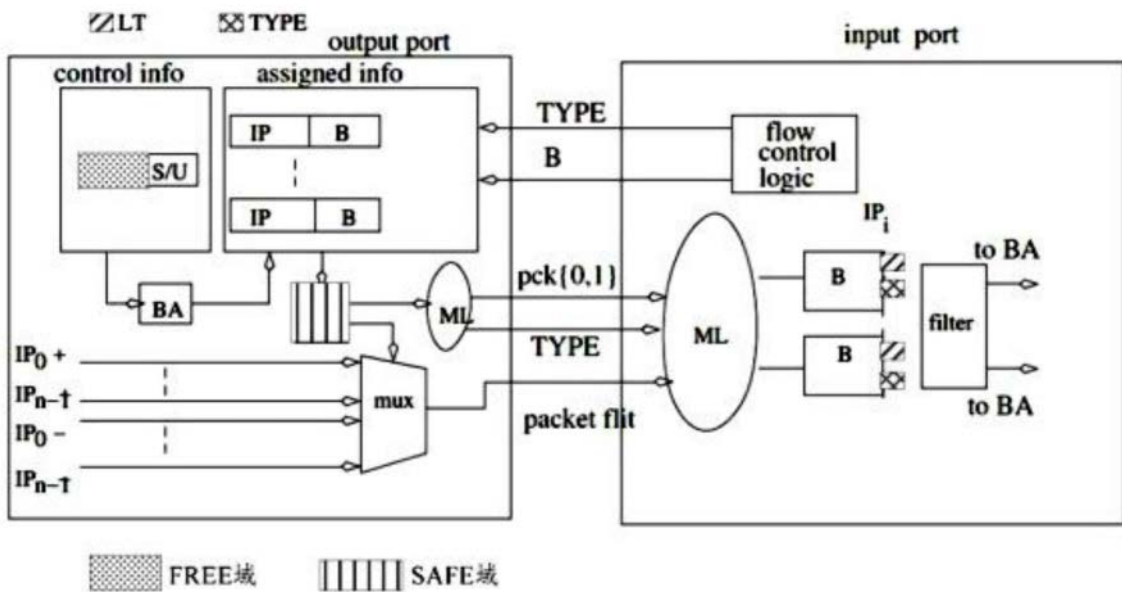 LT TYPE
output port
input port
control info
assigned info
IP B
S/U
IP B
BA
TYPE
B
flow
control
logic
IPi
pck{0,1}
ML
TYPE
ML
B
B
filter
to BA
to BA
IP0 +
IPn-1
IP0 -
IPn-1
mux
packet flit
FREE域 SAFE域